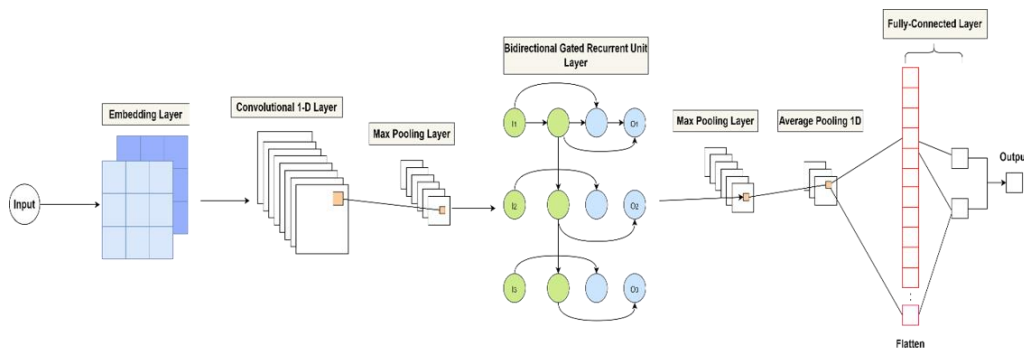 Fully-Connected Layer
Bidirectional Gated Recurrent Unit
Layer
Embedding Layer
Convolutional 1-D Layer
Max Pooling Layer
Max Pooling Layer
Average Pooling 1D
Input
I1
O1
I2
O2
I3
O3
Output
Flatten